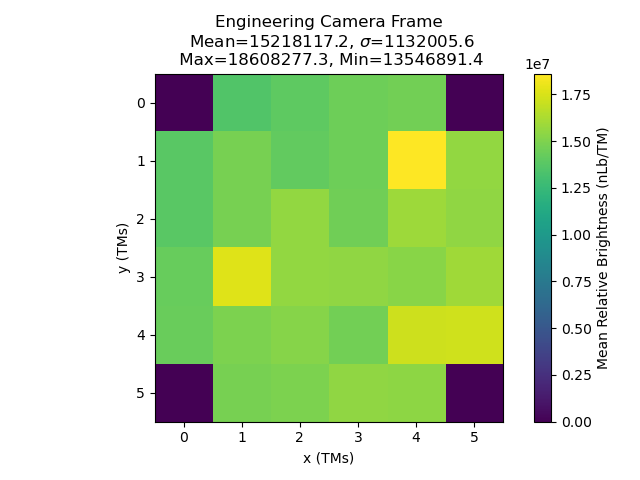 Engineering Camera Frame
Mean=15218117.2, σ=1132005.6
Max=18608277.3, Min=13546891.4
1e7
0
1
2
3
4
5
y (TMs)
0 1 2 3 4 5
x (TMs)
1.75
1.50
1.25
1.00
0.75
0.50
0.25
0.00
Mean Relative Brightness (nLb/TM)